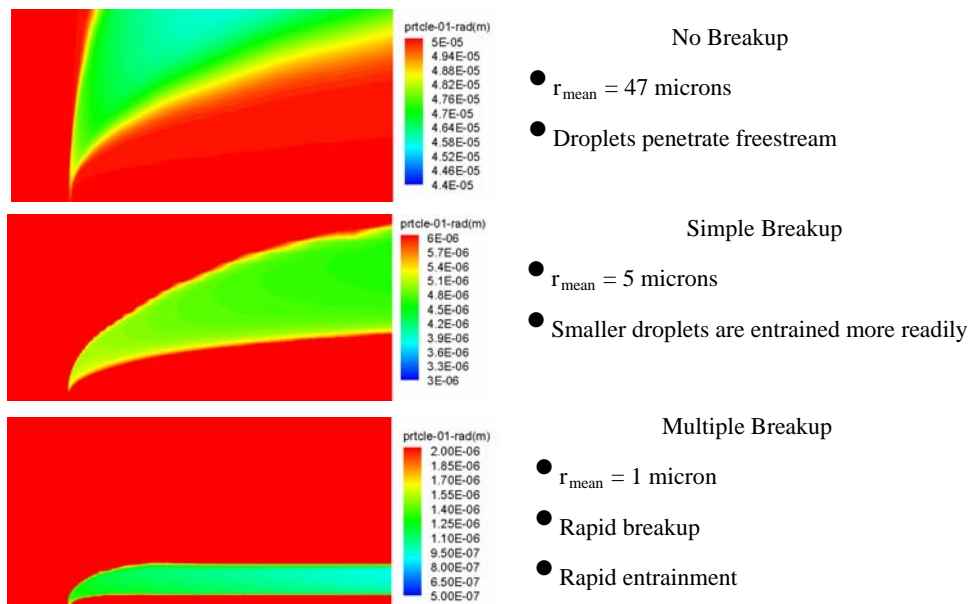 prtcle-01-rad(m)
5E-05
4.94E-05
4.88E-05
4.82E-05
4.76E-05
4.7E-05
4.64E-05
4.58E-05
4.52E-05
4.46E-05
4.4E-05
No Breakup
● rmean = 47 microns
● Droplets penetrate freestream
prtcle-01-rad(m)
6E-06
5.7E-06
5.4E-06
5.1E-06
4.8E-06
4.5E-06
4.2E-06
3.9E-06
3.6E-06
3.3E-06
3E-06
Simple Breakup
● rmean = 5 microns
● Smaller droplets are entrained more readily
prtcle-01-rad(m)
2.00E-06
1.85E-06
1.70E-06
1.55E-06
1.40E-06
1.25E-06
1.10E-06
9.50E-07
8.00E-07
6.50E-07
5.00E-07
Multiple Breakup
● rmean = 1 micron
● Rapid breakup
● Rapid entrainment